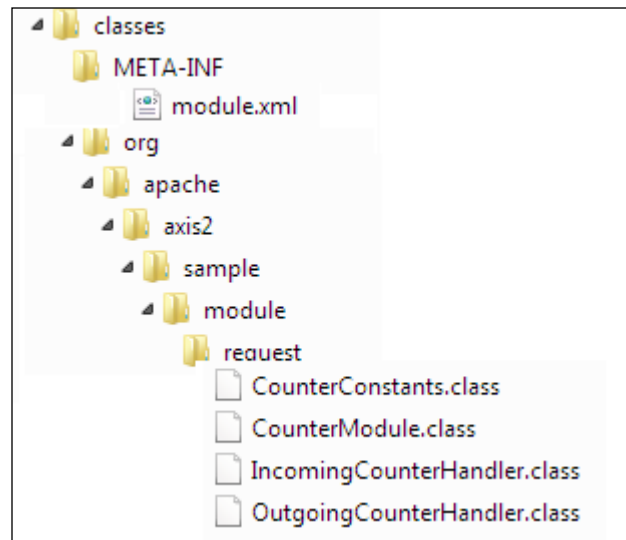 classes
META-INF
module.xml
org
apache
axis2
sample
module
request
CounterConstants.class
CounterModule.class
IncomingCounterHandler.class
OutgoingCounterHandler.class